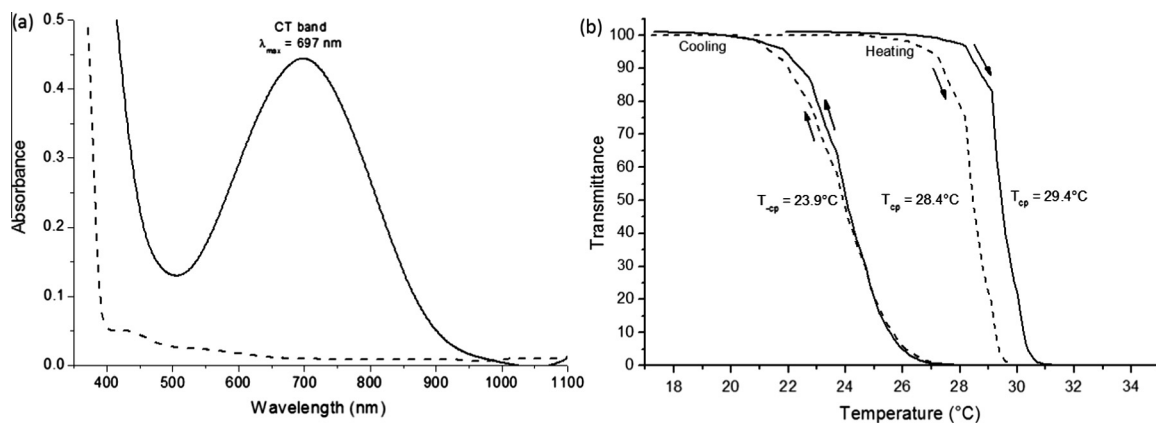 (a)
0.5
0.4
0.3
0.2
0.1
0.0
Absorbance
CT band
λmax = 697 nm
400 500 600 700 800 900 1000 1100
Wavelength (nm)
(b)
100
90
80
70
60
50
40
30
20
10
0
Transmittance
Cooling
Heating
T-cp = 23.9°C
Tcp = 28.4°C
Tcp = 29.4°C
18 20 22 24 26 28 30 32 34
Temperature (°C)